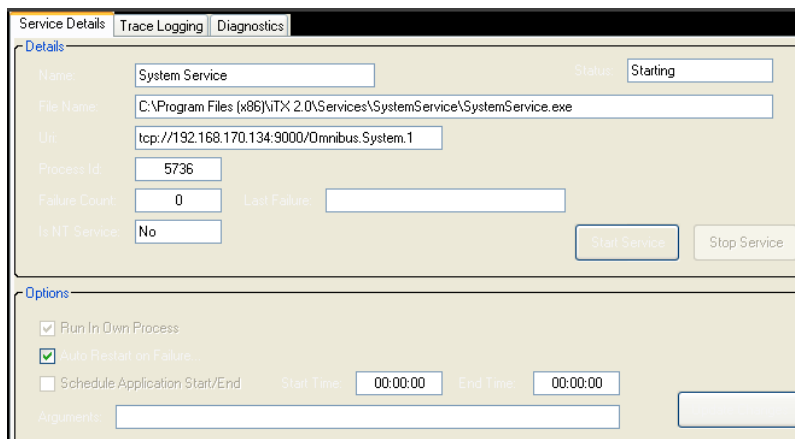 Service Details Trace Logging Diagnostics
Details
Name: System Service Status: Starting
File Name: C:\Program Files (x86)\iTX 2.0\Services\SystemService\SystemService.exe
Uri: tcp://192.168.170.134:9000/Omnibus.System.1
Process Id: 5736
Failure Count: 0 Last Failure:
Is NT Service: No
Start Service Stop Service
Options
Run In Own Process
Auto Restart on Failure...
Schedule Application Start/End Start Time: 00:00:00 End Time: 00:00:00
Arguments: